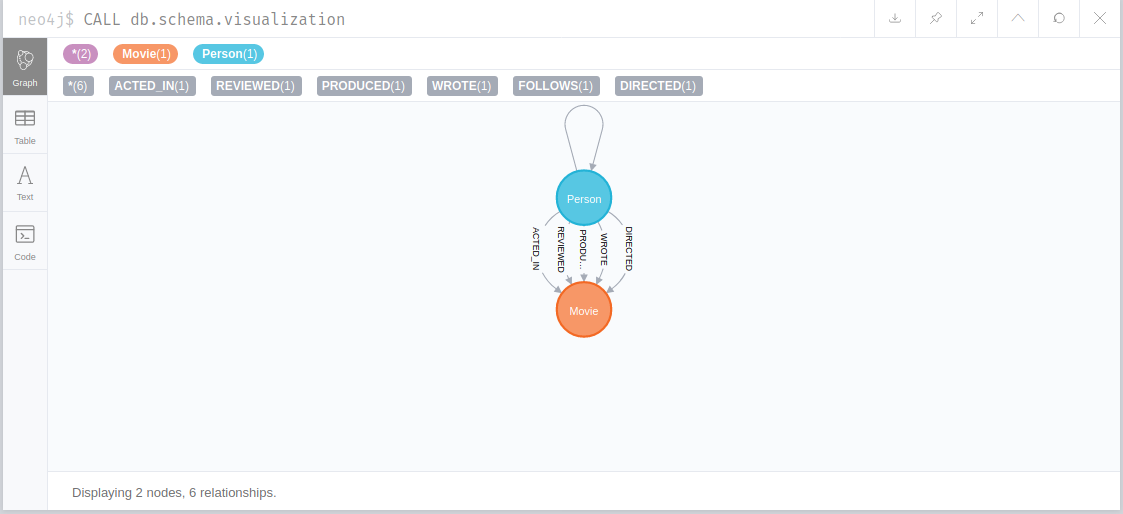 neo4j$ CALL db.schema.visualization
Graph
Table
Text
Code
*(2) Movie(1) Person(1)
*(6) ACTED_IN(1) REVIEWED(1) PRODUCED(1) WROTE(1) FOLLOWS(1) DIRECTED(1)
Person
ACTED_IN
REVIEWED
PRODU...
WROTE
DIRECTED
Movie
Displaying 2 nodes, 6 relationships.